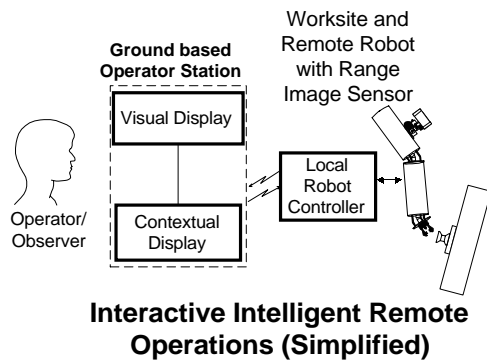 Ground based
Operator Station
Worksite and
Remote Robot
with Range
Image Sensor
Visual Display
Operator/
Observer
Contextual
Display
Local
Robot
Controller
Interactive Intelligent Remote
Operations (Simplified)